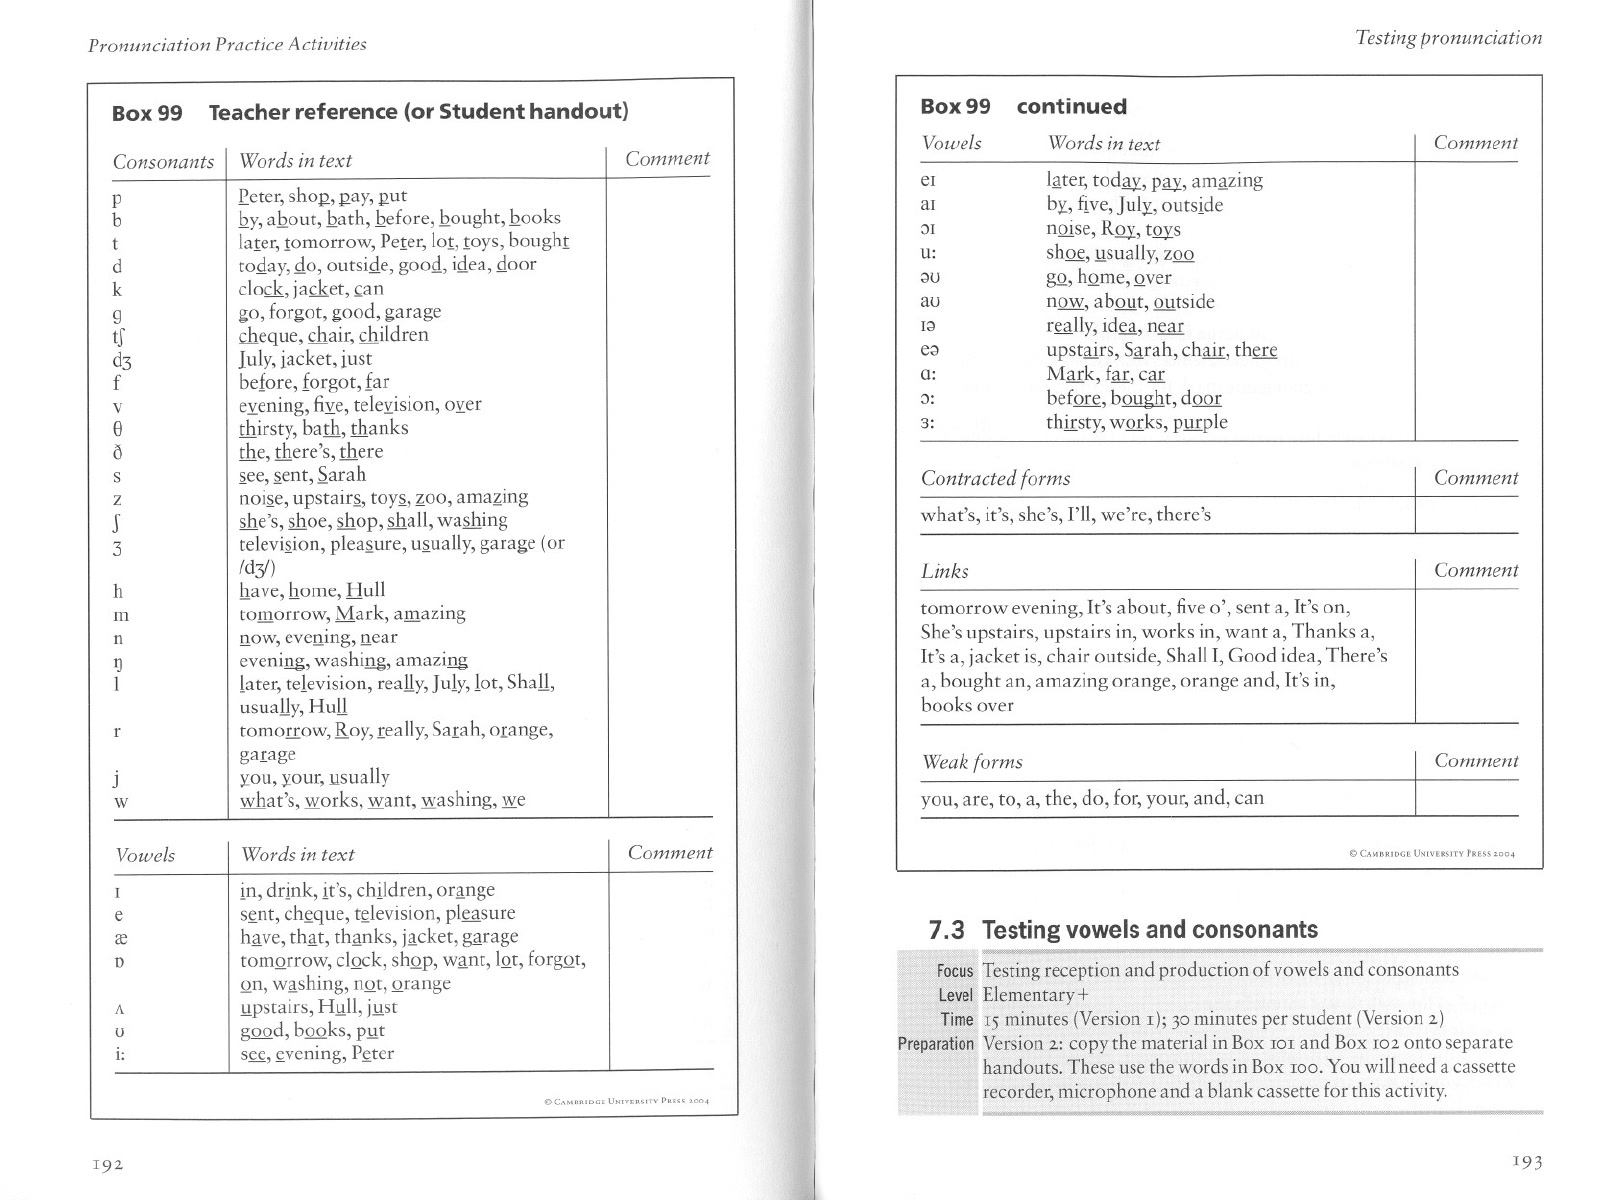 Pronunciation Practice Activities
Box 99 Teacher reference (or Student handout)
Consonants Words in text Comment
p Peter, shop, pay, put
b by, about, bath, before, bought, books
t later, tomorrow, Peter, lot, toys, bought
d today, do, outside, good, idea, door
k clock, jacket, can
g go, forgot, good, garage
tʃ cheque, chair, children
dʒ July, jacket, just
f before, forgot, far
v evening, five, television, over
θ thirsty, bath, thanks
ð the, there's, there
s see, sent, Sarah
z noise, upstairs, toys, zoo, amazing
ʃ she's, shoe, shop, shall, washing
ʒ television, pleasure, usually, garage (or
/dʒ/)
h have, home, Hull
m tomorrow, Mark, amazing
n now, evening, near
ŋ evening, washing, amazing
l later, television, really, July, lot, Shall,
usually, Hull
r tomorrow, Roy, really, Sarah, orange,
garage
j you, your, usually
w what's, works, want, washing, we
Vowels Words in text Comment
ɪ in, drink, it's, children, orange
e sent, cheque, television, pleasure
æ have, that, thanks, jacket, garage
ɒ tomorrow, clock, shop, want, lot, forgot,
on, washing, not, orange
ʌ upstairs, Hull, just
ʊ good, books, put
i: see, evening, Peter
© CAMBRIDGE UNIVERSITY PRESS 2004
192
Testing pronunciation
Box 99 continued
Vowels Words in text Comment
eɪ later, today, pay, amazing
aɪ by, five, July, outside
ɔɪ noise, Roy, toys
u: shoe, usually, zoo
əʊ go, home, over
aʊ now, about, outside
ɪə really, idea, near
eə upstairs, Sarah, chair, there
ɑ: Mark, far, car
ɔ: before, bought, door
ɜ: thirsty, works, purple
Contracted forms Comment
what's, it's, she's, I'll, we're, there's
Links Comment
tomorrow evening, It's about, five o', sent a, It's on,
She's upstairs, upstairs in, works in, want a, Thanks a,
It's a, jacket is, chair outside, Shall I, Good idea, There's
a, bought an, amazing orange, orange and, It's in,
books over
Weak forms Comment
you, are, to, a, the, do, for, your, and, can
© CAMBRIDGE UNIVERSITY PRESS 2004
7.3 Testing vowels and consonants
Focus Testing reception and production of vowels and consonants
Level Elementary+
Time 15 minutes (Version 1); 30 minutes per student (Version 2)
Preparation Version 2: copy the material in Box 101 and Box 102 onto separate
handouts. These use the words in Box 100. You will need a cassette
recorder, microphone and a blank cassette for this activity.
193